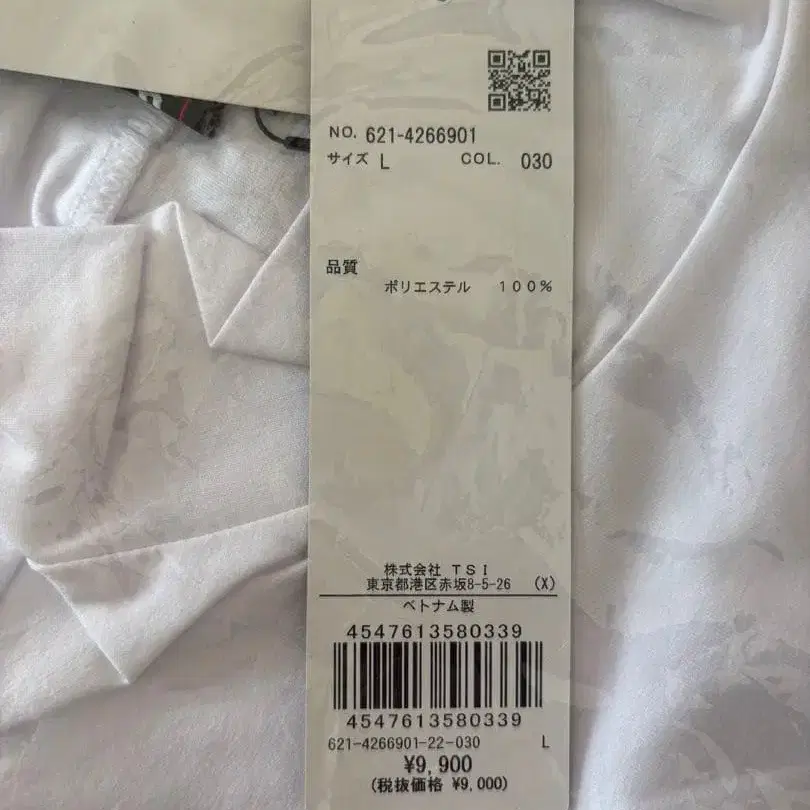 NO. 621-4266901
サイズ L COL. 030
品質
ポリエステル 100%
株式会社 TSI
東京都港区赤坂8-5-26 (X)
ベトナム製
4547613580339
4547613580339
621-4266901-22-030 L
¥9,900
(税抜価格 ¥9,000)